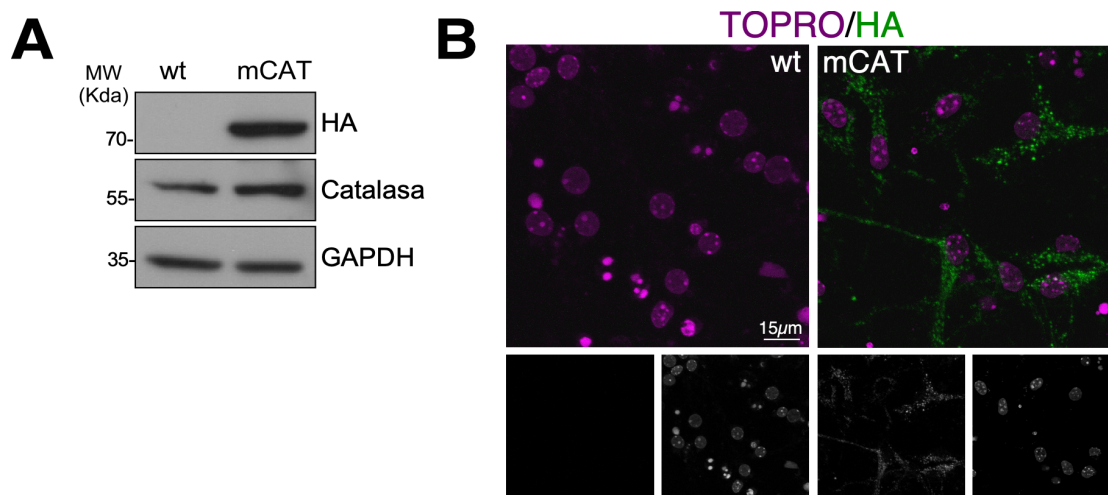 A
MW
(Kda)
wt
mCAT
70-
HA
55-
Catalasa
35-
GAPDH
B
TOPRO/HA
wt
mCAT
15µm